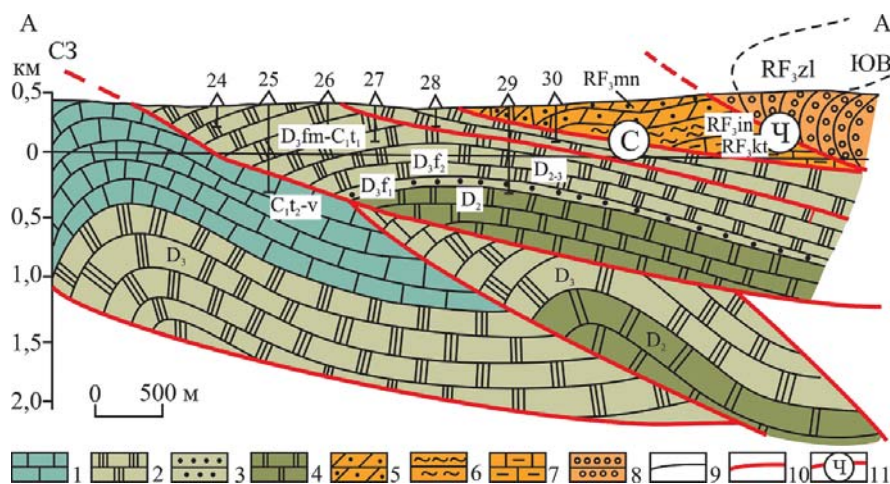 А А
СЗ ЮВ
км
24 25 26 27 28 29 30 RF₃mn RF₃zl
0,5
D₃fm-C₁t₁ С RF₃in Ч
RF₃kt
0
D₃f₂ D₂₋₃
D₃f₁ D₂
C₁t₂-v
0,5
D₃ D₃
1,0
D₂
1,5
0 500 м
2,0
1 2 3 4 5 6 7 8 9 10 Ч 11